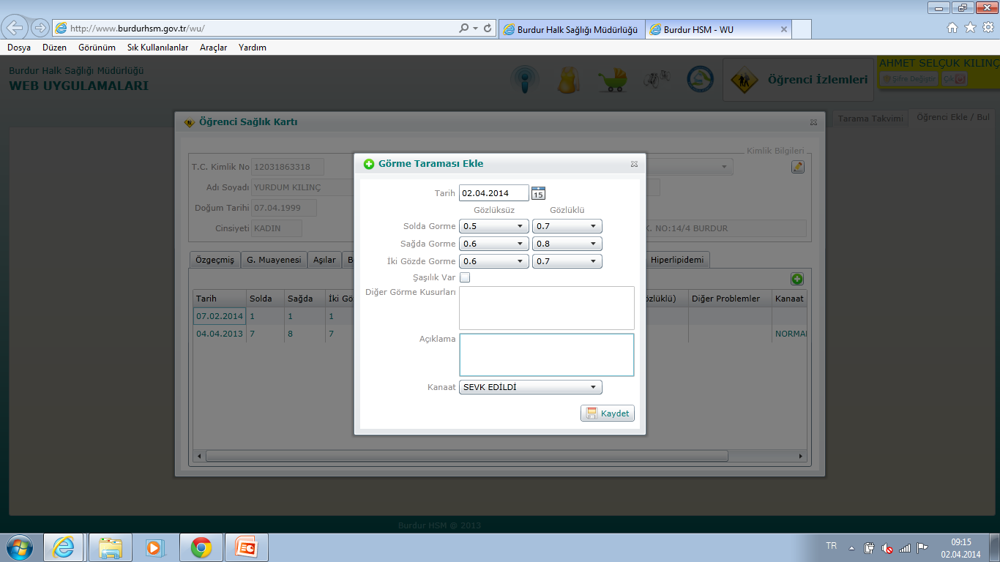 http://www.burdurhsm.gov.tr/wu/
Burdur Halk Sağlığı Müdürlüğü
Burdur HSM - WU
Dosya Düzen Görünüm Sık Kullanılanlar Araçlar Yardım
Burdur Halk Sağlığı Müdürlüğü
WEB UYGULAMALARI
Öğrenci İzlemleri
AHMET SELÇUK KILINÇ
Şifre Değiştir Çık
Tarama Takvimi Öğrenci Ekle / Bul
Öğrenci Sağlık Kartı
Kimlik Bilgileri
T.C. Kimlik No 12031863318
Adı Soyadı YURDUM KILINÇ
Doğum Tarihi 07.04.1999
Cinsiyeti KADIN
K. NO:14/4 BURDUR
Özgeçmiş G. Muayenesi Aşılar B Hiperlipidemi
Tarih Solda Sağda İki Gö özlüklü) Diğer Problemler Kanaat
07.02.2014 1 1 1
04.04.2013 7 8 7 NORMA
Görme Taraması Ekle
Tarih 02.04.2014 15
Gözlüksüz Gözlüklü
Solda Gorme 0.5 0.7
Sağda Gorme 0.6 0.8
İki Gözde Gorme 0.6 0.7
Şaşılık Var
Diğer Görme Kusurları
Açıklama
Kanaat SEVK EDİLDİ
Kaydet
Burdur HSM @ 2013
TR
09:15
02.04.2014